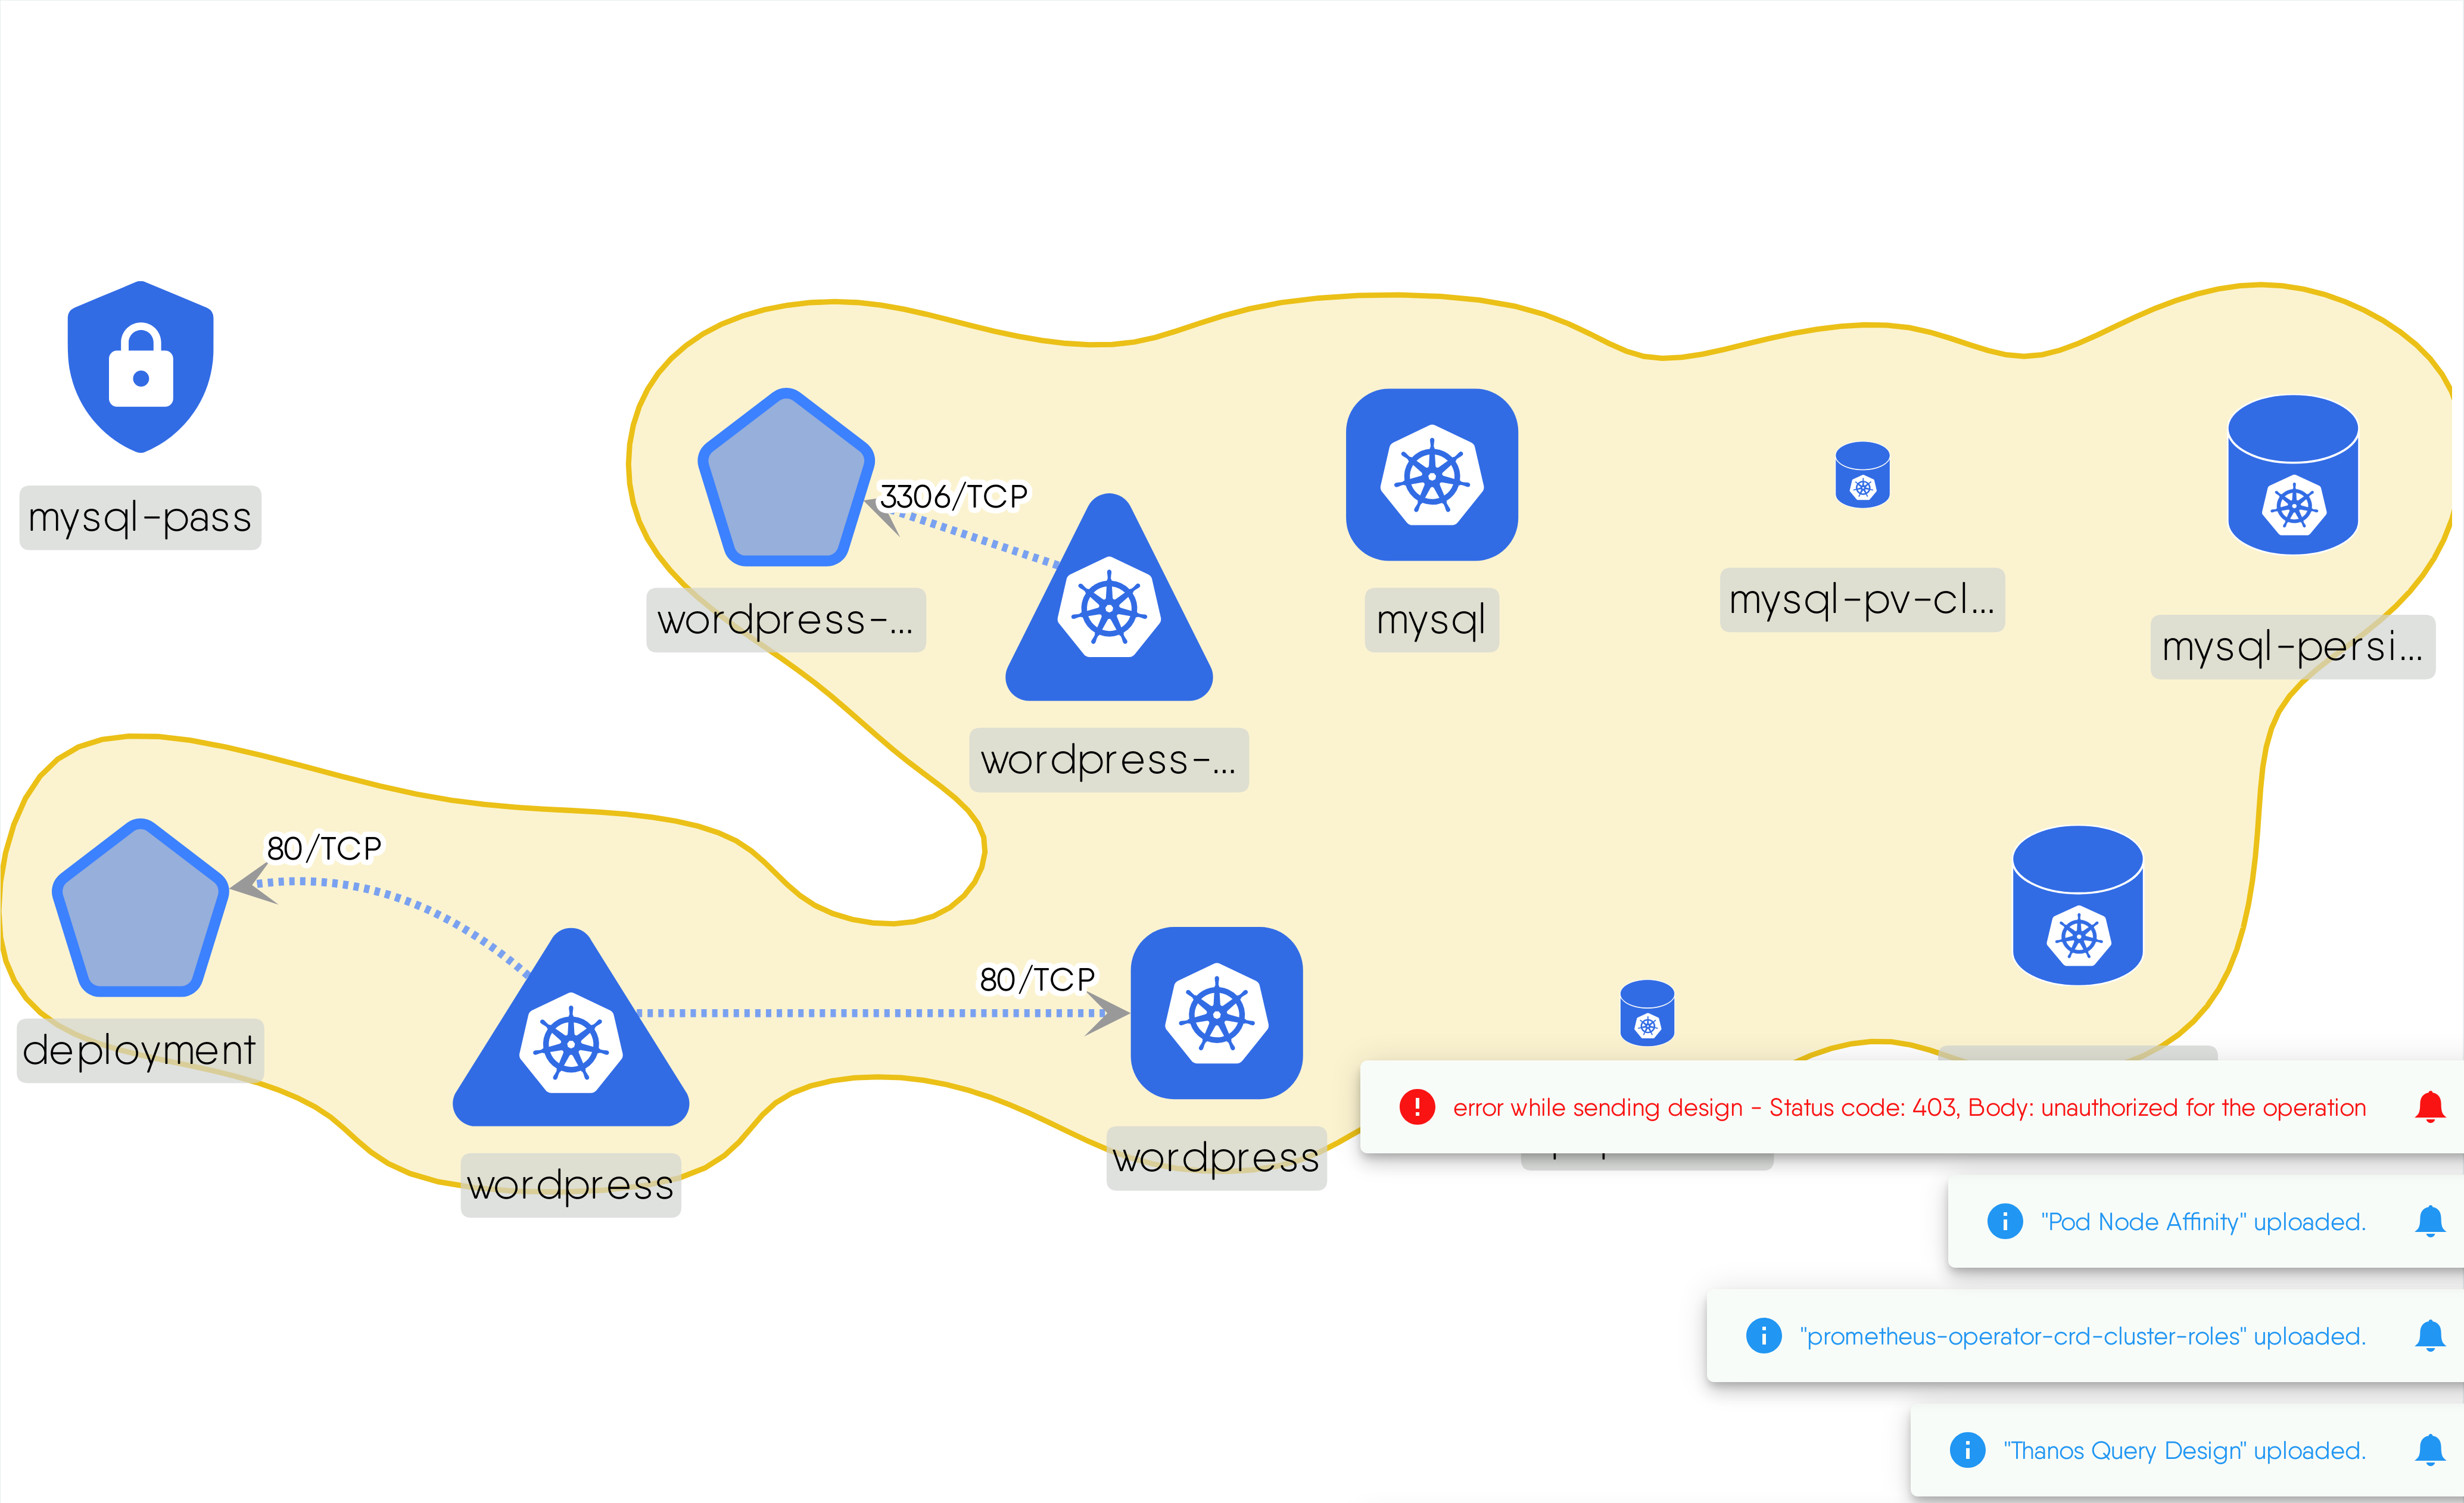 mysql-pass
3306/TCP
wordpress-...
wordpress-...
mysql
mysql-pv-cl...
mysql-persi...
80/TCP
deployment
80/TCP
wordpress
wordpress
error while sending design - Status code: 403, Body: unauthorized for the operation
"Pod Node Affinity" uploaded.
"prometheus-operator-crd-cluster-roles" uploaded.
"Thanos Query Design" uploaded.